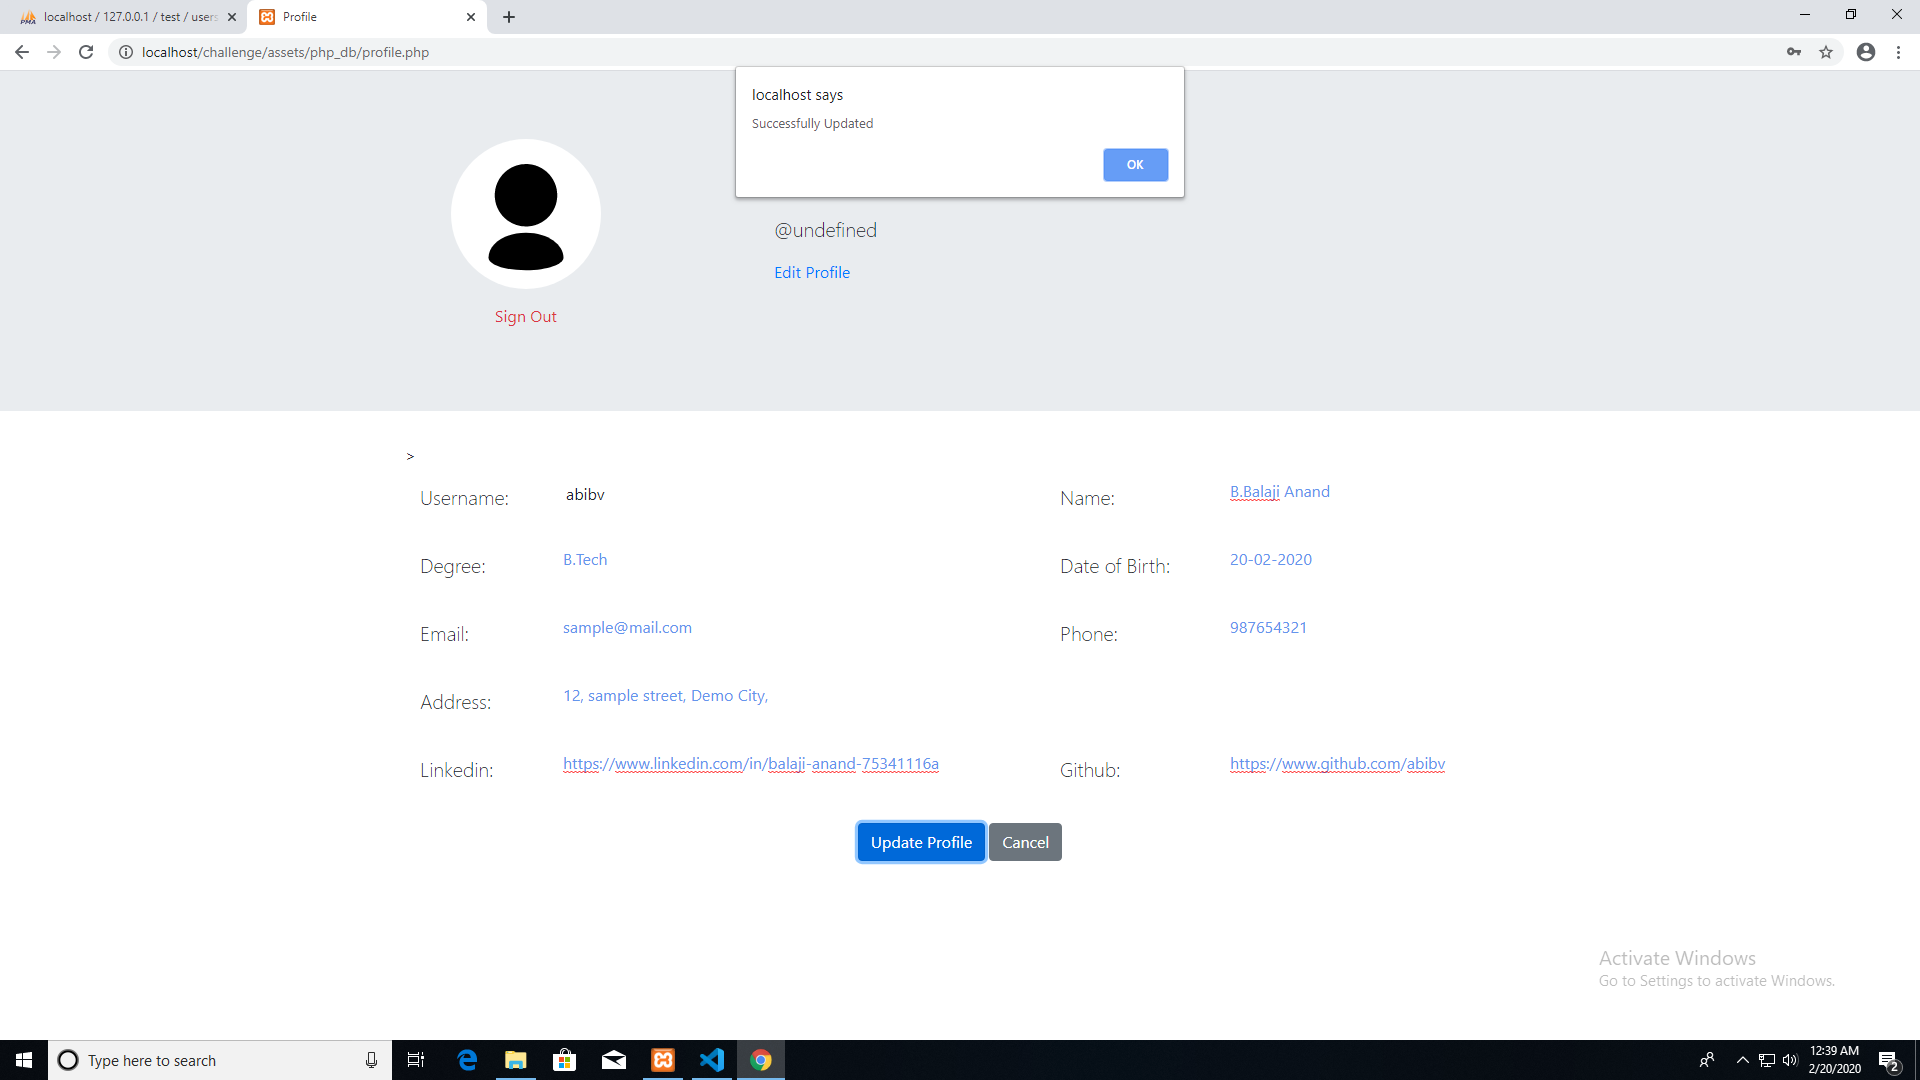 localhost / 127.0.0.1 / test / users
Profile
localhost/challenge/assets/php_db/profile.php
localhost says
Successfully Updated
OK
@undefined
Edit Profile
Sign Out
>
Username: abibv Name: B.Balaji Anand
Degree: B.Tech Date of Birth: 20-02-2020
Email: sample@mail.com Phone: 987654321
Address: 12, sample street, Demo City,
Linkedin: https://www.linkedin.com/in/balaji-anand-75341116a Github: https://www.github.com/abibv
Update Profile Cancel
Activate Windows
Go to Settings to activate Windows.
Type here to search
12:39 AM
2/20/2020
2